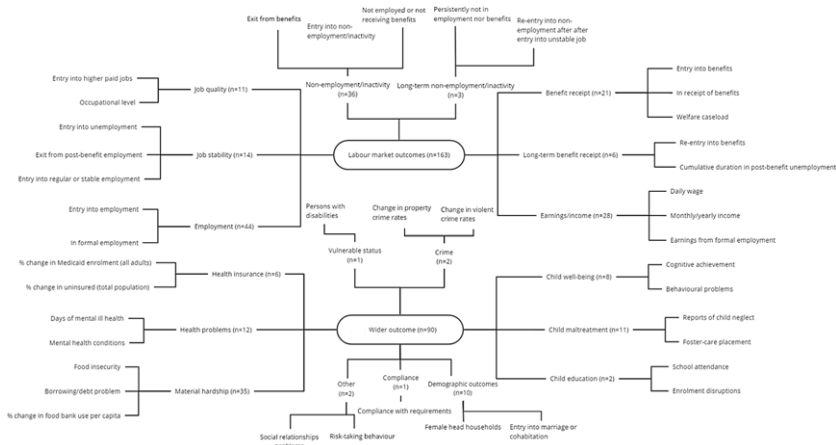 Exit from benefits
Entry into non-
employment/inactivity
Not employed or not
receiving benefits
Persistently not in
employment nor benefits
Re-entry into non-
employment after after
entry into unstable job
Non-employment/inactivity
(n=36)
Long-term non-employment/inactivity
(n=3)
Entry into higher paid jobs
Occupational level
Job quality (n=11)
Entry into unemployment
Exit from post-benefit employment
Entry into regular or stable employment
Job stability (n=14)
Entry into employment
In formal employment
Employment (n=44)
Labour market outcomes (n=163)
Benefit receipt (n=21)
Entry into benefits
In receipt of benefits
Welfare caseload
Long-term benefit receipt (n=6)
Re-entry into benefits
Cumulative duration in post-benefit unemployment
Earnings/income (n=28)
Daily wage
Monthly/yearly income
Earnings from formal employment
Persons with
disabilities
Change in property
crime rates
Change in violent
crime rates
Vulnerable status
(n=1)
Crime
(n=2)
% change in Medicaid enrolment (all adults)
% change in uninsured (total population)
Health insurance (n=6)
Days of mental ill health
Mental health conditions
Health problems (n=12)
Food insecurity
Borrowing/debt problem
% change in food bank use per capita
Material hardship (n=35)
Wider outcome (n=90)
Child well-being (n=8)
Cognitive achievement
Behavioural problems
Child maltreatment (n=11)
Reports of child neglect
Foster-care placement
Child education (n=2)
School attendance
Enrolment disruptions
Other
(n=2)
Compliance
(n=1)
Demographic outcomes
(n=10)
Compliance with requirements
Social relationships
Risk-taking behaviour
Female head households
Entry into marriage or
cohabitation